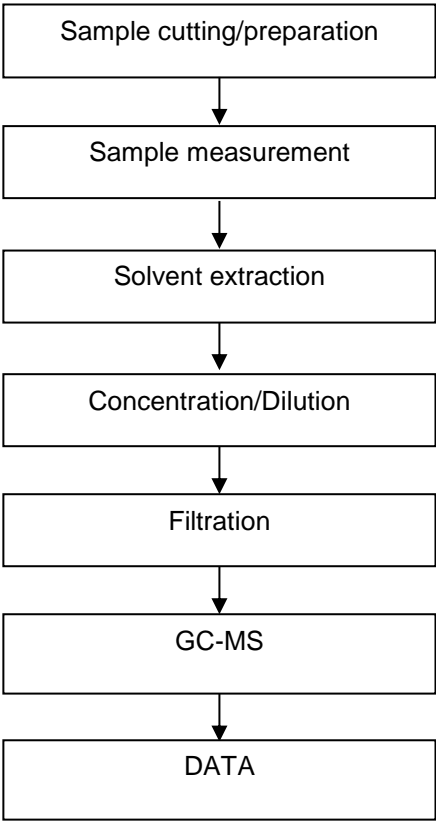 Sample cutting/preparation
Sample measurement
Solvent extraction
Concentration/Dilution
Filtration
GC-MS
DATA